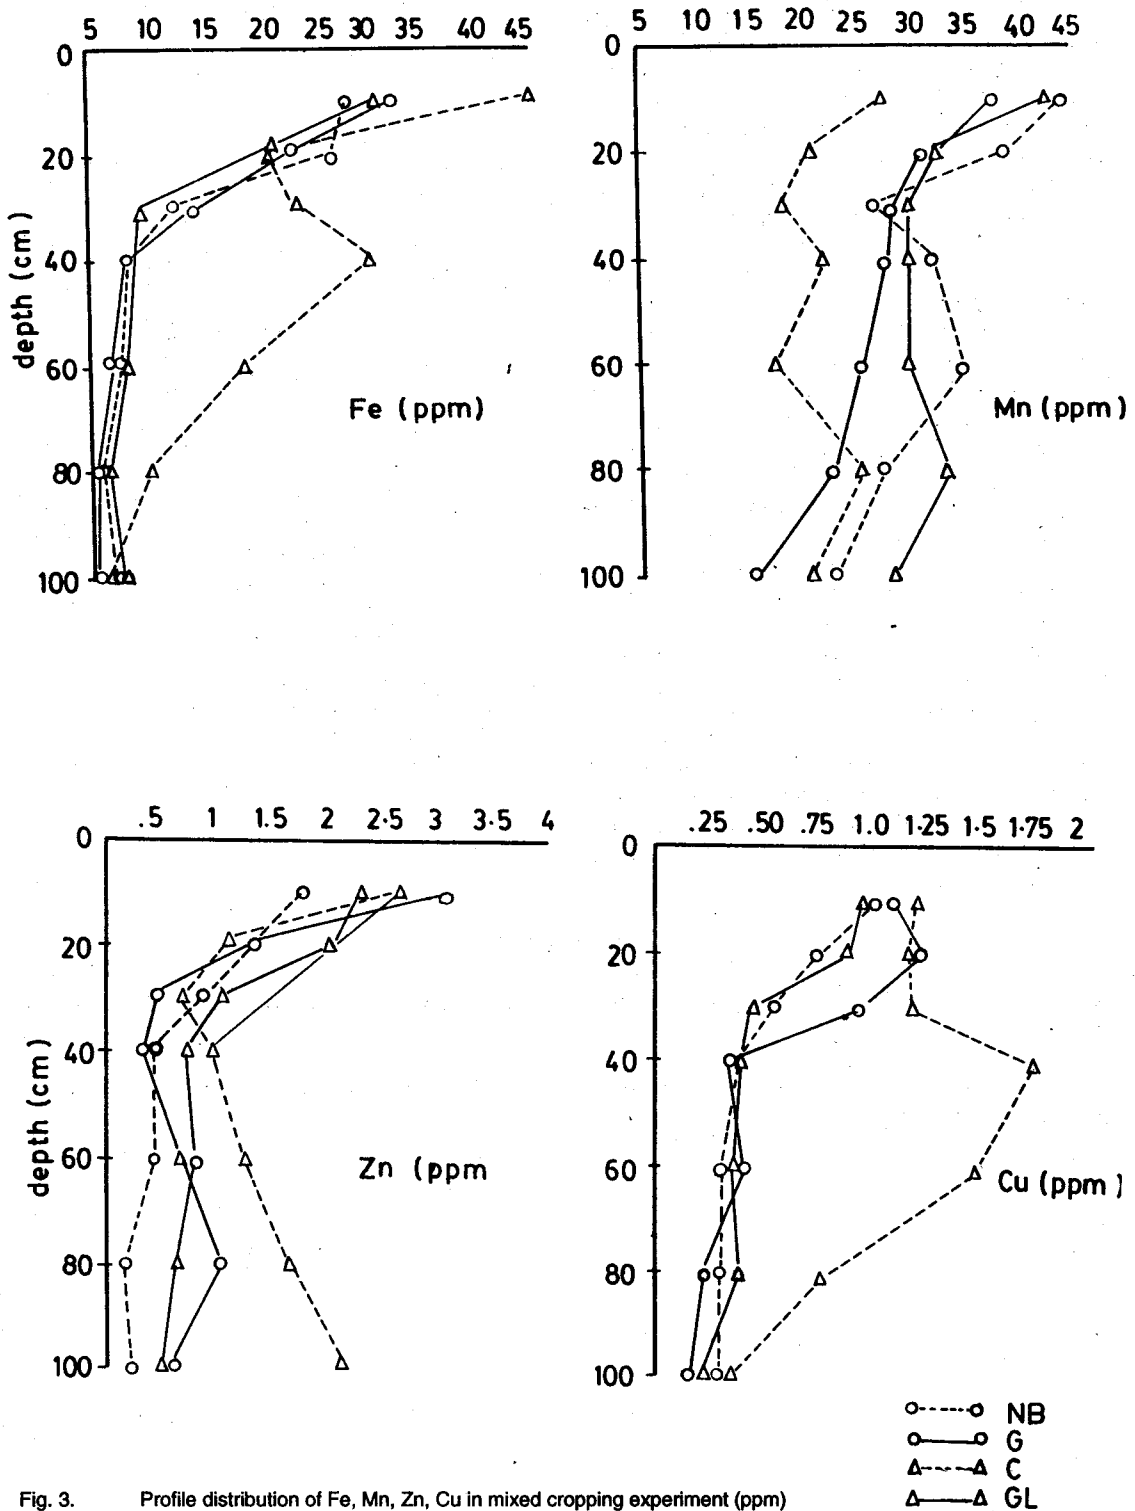 5 10 15 20 25 30 35 40 45
0
20
40
60
80
100
depth (cm)
Fe (ppm)
5 10 15 20 25 30 35 40 45
0
20
40
60
80
100
Mn (ppm)
.5 1 1.5 2 2.5 3 3.5 4
0
20
40
60
80
100
depth (cm)
Zn (ppm
.25 .50 .75 1.0 1.25 1.5 1.75 2
0
20
40
60
80
100
Cu (ppm)
NB
G
C
GL
Fig. 3. Profile distribution of Fe, Mn, Zn, Cu in mixed cropping experiment (ppm)